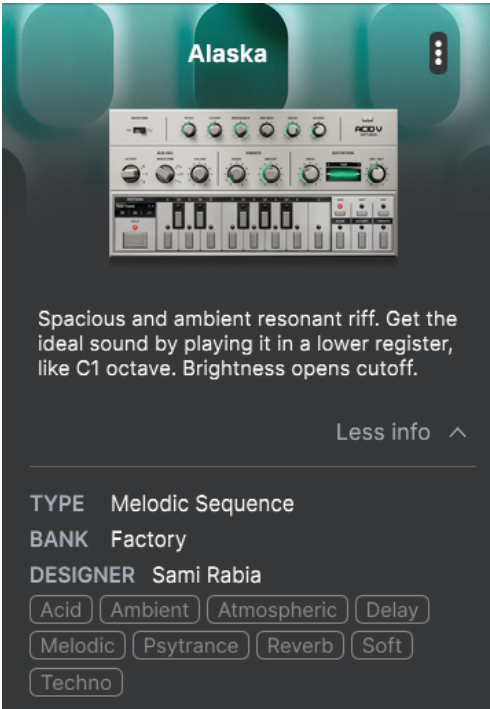 Alaska
ACID V
Spacious and ambient resonant riff. Get the
ideal sound by playing it in a lower register,
like C1 octave. Brightness opens cutoff.
Less info
TYPE Melodic Sequence
BANK Factory
DESIGNER Sami Rabia
Acid Ambient Atmospheric Delay
Melodic Psytrance Reverb Soft
Techno